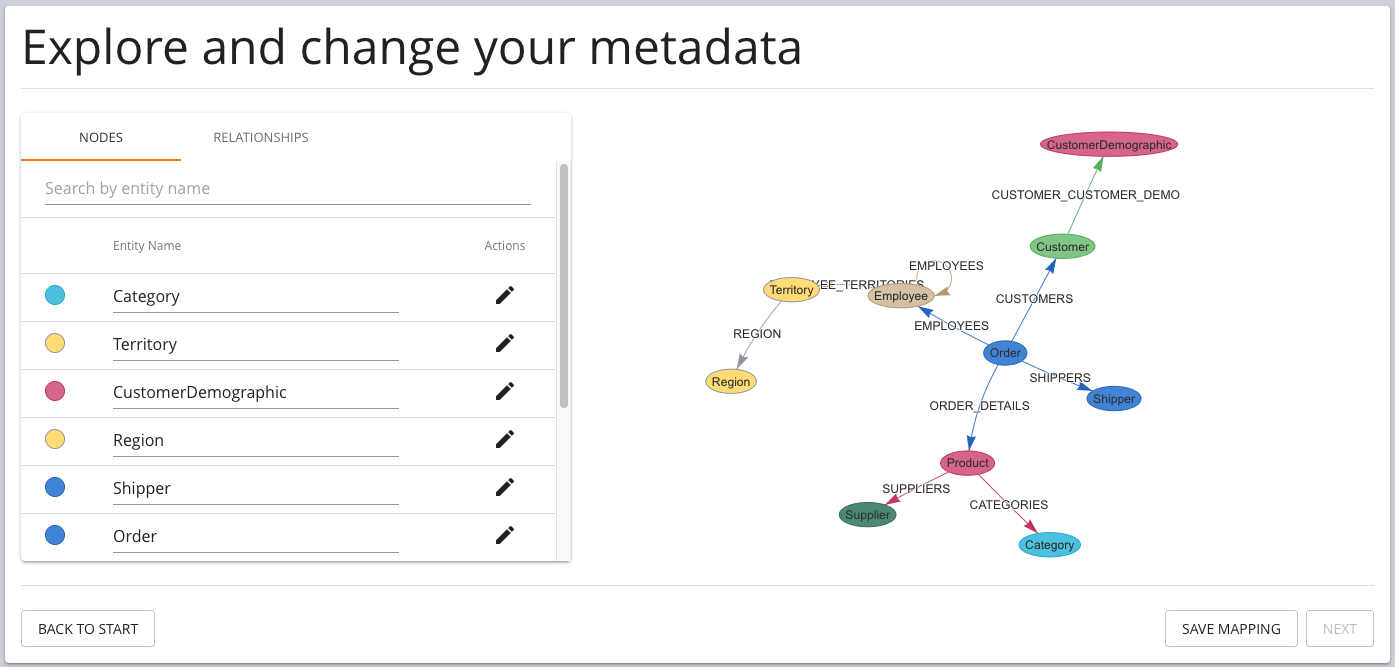 Explore and change your metadata
NODES
RELATIONSHIPS
Search by entity name
Entity Name
Actions
Category
Territory
CustomerDemographic
Region
Shipper
Order
CustomerDemographic
CUSTOMER_CUSTOMER_DEMO
Customer
EMPLOYEES
Territory
Employee
CUSTOMERS
EMPLOYEES
REGION
Order
Region
SHIPPERS
Shipper
ORDER_DETAILS
Product
SUPPLIERS
CATEGORIES
Supplier
Category
BACK TO START
SAVE MAPPING
NEXT